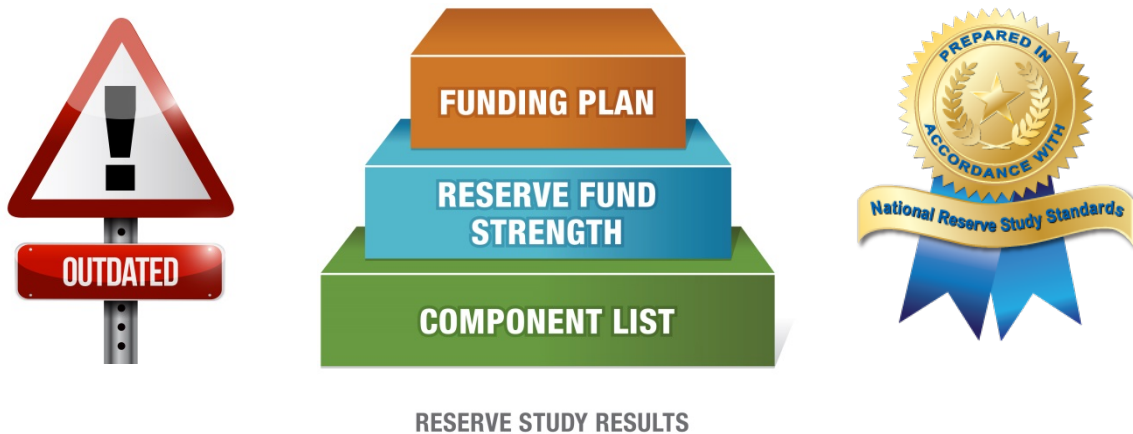 OUTDATED
FUNDING PLAN
RESERVE FUND
STRENGTH
COMPONENT LIST
PREPARED IN
ACCORDANCE WITH
National Reserve Study Standards
RESERVE STUDY RESULTS